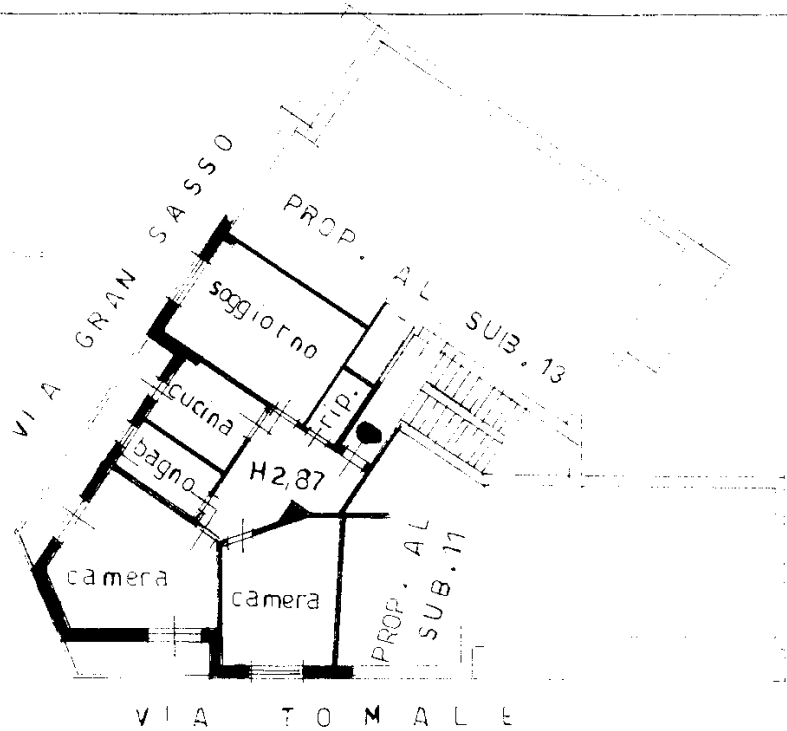 VIA GRAN SASSO
PROP. AL SUB. 13
soggiorno
cucina
rip.
bagno
H 2,87
camera
camera
PROP. AL
SUB. 11
VIA TOMALE